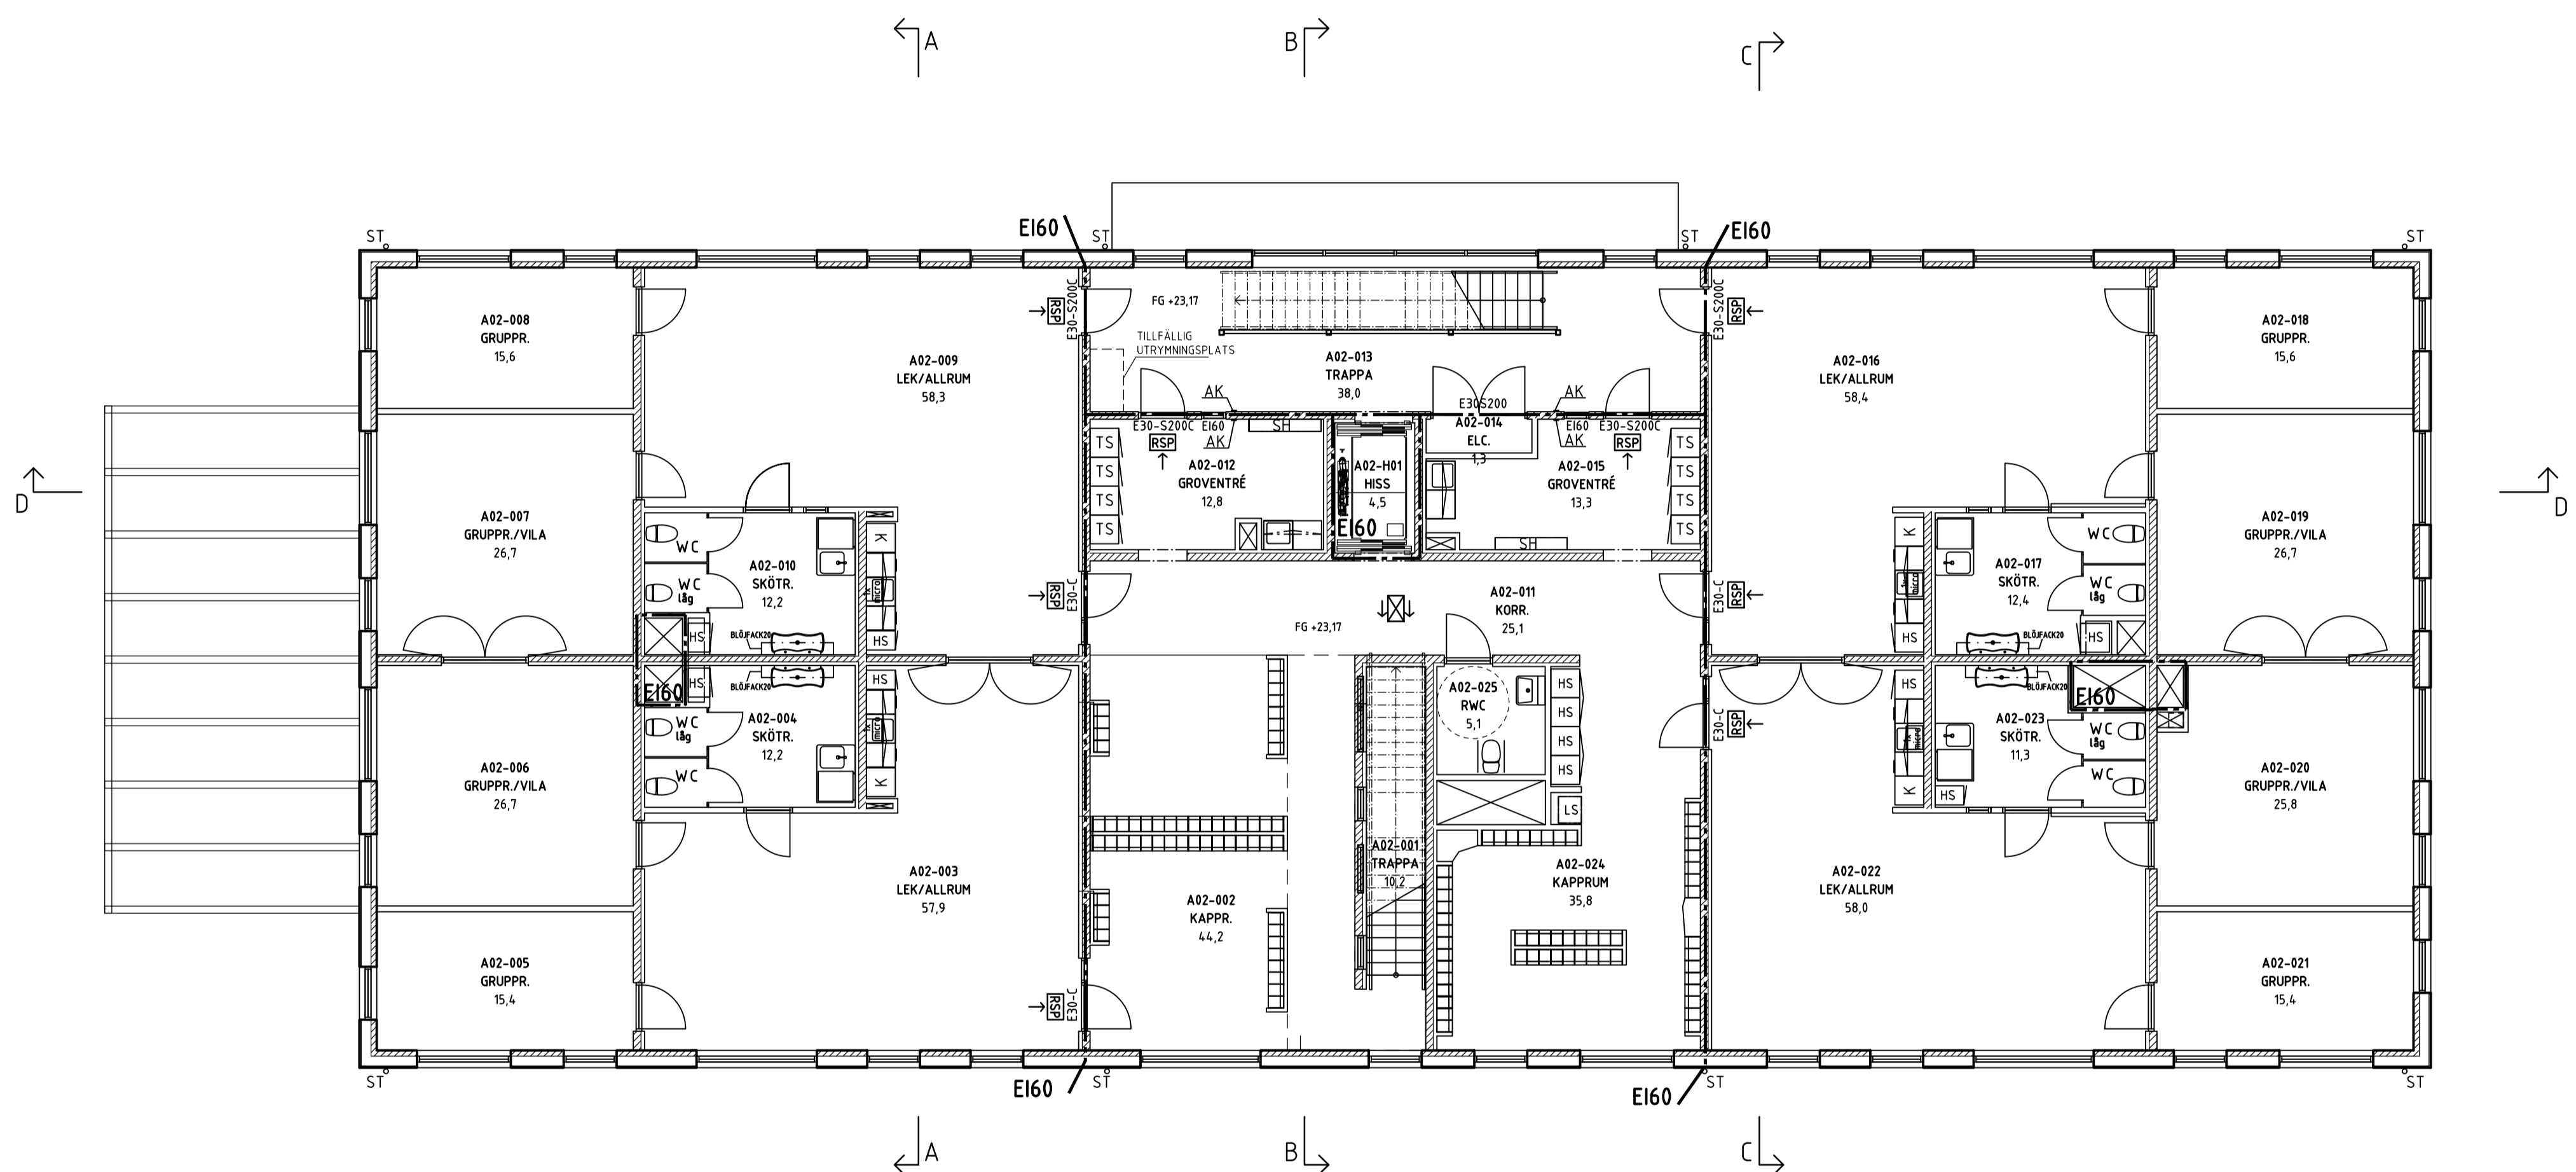 A
B
C
EI60
EI60
ST
ST
ST
ST
A02-008
GRUPPR.
15,6
A02-009
LEK/ALLRUM
58,3
RSP
E30-S200C
FG +23,17
TILLFÄLLIG
UTRYMNINGSPLATS
A02-013
TRAPPA
38,0
E30-S200C
RSP
A02-016
LEK/ALLRUM
58,4
A02-018
GRUPPR.
15,6
AK
AK
E30S200
E30-S200C
EI60
AK
SH
A02-014
ELC.
1,3
AK
EI60
E30-S200C
RSP
RSP
TS
TS
TS
TS
A02-012
GROVENTRÉ
12,8
A02-H01
HISS
4,5
EI60
A02-015
GROVENTRÉ
13,3
SH
TS
TS
TS
TS
D
D
A02-007
GRUPPR./VILA
26,7
WC
WC
låg
A02-010
SKÖTR.
12,2
HS
BLÖJFACK20
K
micro
HS
RSP
E30-C
A02-011
KORR.
25,1
FG +23,17
E30-C
RSP
K
micro
HS
A02-017
SKÖTR.
12,4
WC
WC
låg
BLÖJFACK20
HS
A02-019
GRUPPR./VILA
26,7
A02-006
GRUPPR./VILA
26,7
EI60
HS
BLÖJFACK20
WC
låg
WC
A02-004
SKÖTR.
12,2
HS
micro
K
A02-025
RWC
5,1
HS
HS
HS
HS
LS
E30-C
RSP
HS
micro
K
BLÖJFACK20
EI60
A02-023
SKÖTR.
11,3
WC
låg
WC
HS
A02-020
GRUPPR./VILA
25,8
A02-005
GRUPPR.
15,4
A02-003
LEK/ALLRUM
57,9
RSP
E30-C
A02-002
KAPPR.
44,2
A02-001
TRAPPA
10,2
A02-024
KAPPRUM
35,8
A02-022
LEK/ALLRUM
58,0
A02-021
GRUPPR.
15,4
ST
EI60
ST
EI60
ST
ST
A
B
C